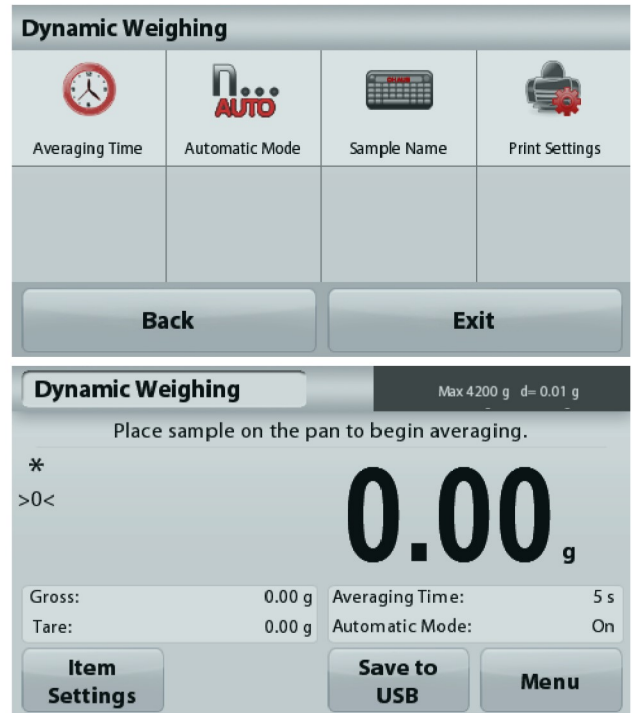 Dynamic Weighing
n...
AUTO
OHAUS
Averaging Time Automatic Mode Sample Name Print Settings
Back Exit
Dynamic Weighing Max 4200 g d= 0.01 g
Place sample on the pan to begin averaging.
*
>0<
0.00 g
Gross: 0.00 g Averaging Time: 5 s
Tare: 0.00 g Automatic Mode: On
Item Settings Save to USB Menu